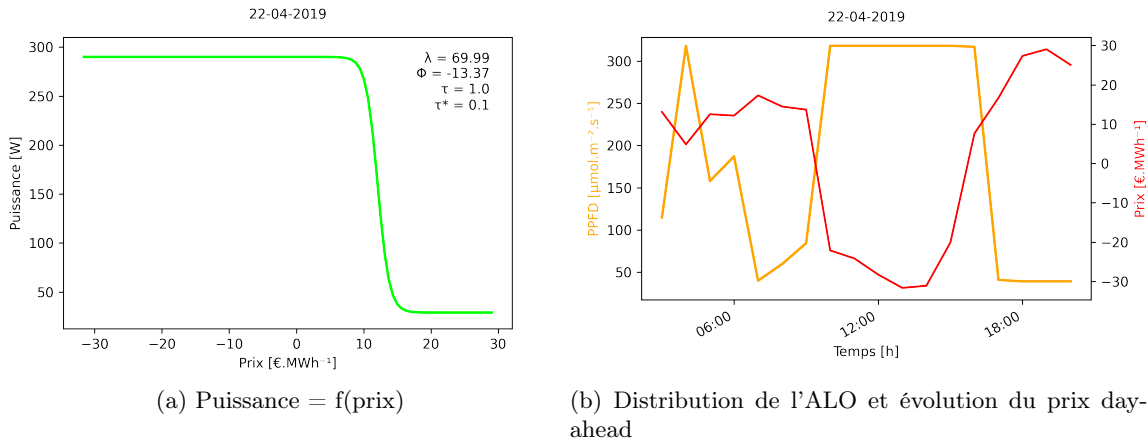 22-04-2019
300
250
200
150
100
50
Puissance [W]
λ = 69.99
Φ = -13.37
τ = 1.0
τ* = 0.1
−30 −20 −10 0 10 20 30
Prix [€.MWh⁻¹]
(a) Puissance = f(prix)
22-04-2019
300
250
200
150
100
50
PPFD [μmol.m⁻².s⁻¹]
30
20
10
0
−10
−20
−30
Prix [€.MWh⁻¹]
06:00 12:00 18:00
Temps [h]
(b) Distribution de l'ALO et évolution du prix day-
ahead